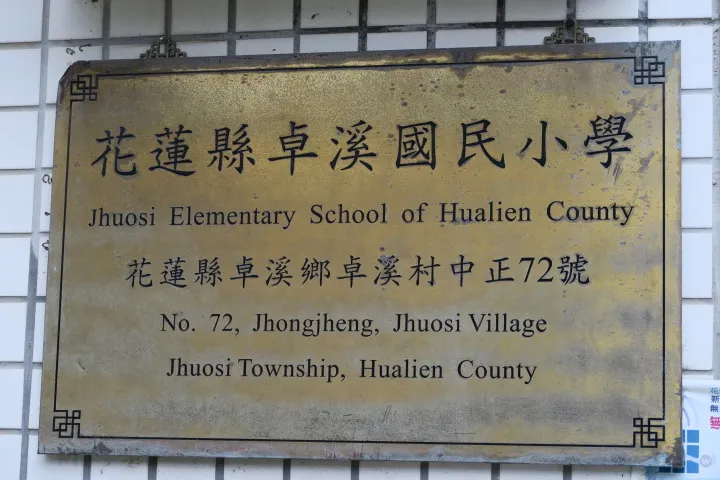 花蓮縣卓溪國民小學
Jhuosi Elementary School of Hualien County
花蓮縣卓溪鄉卓溪村中正72號
No. 72, Jhongjheng, Jhuosi Village
Jhuosi Township, Hualien County